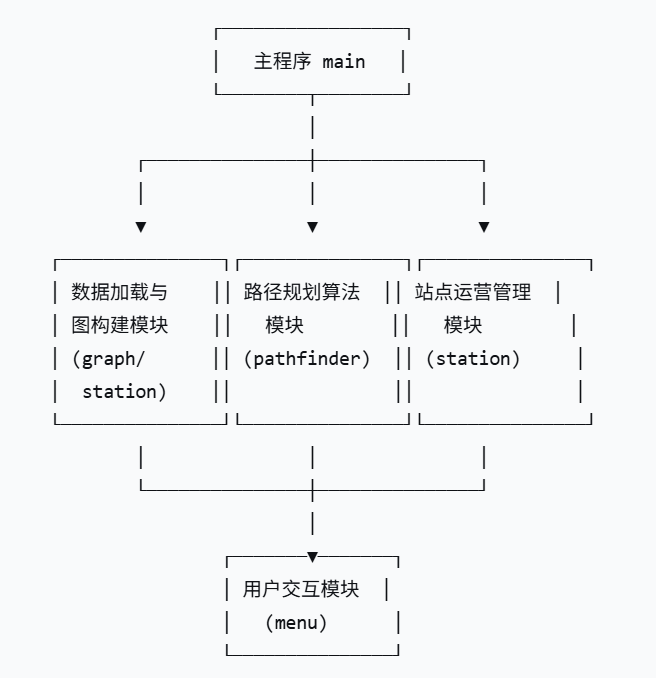 主程序 main
数据加载与 路径规划算法 站点运营管理
图构建模块 模块 模块
(graph/ (pathfinder) (station)
station)
用户交互模块
(menu)